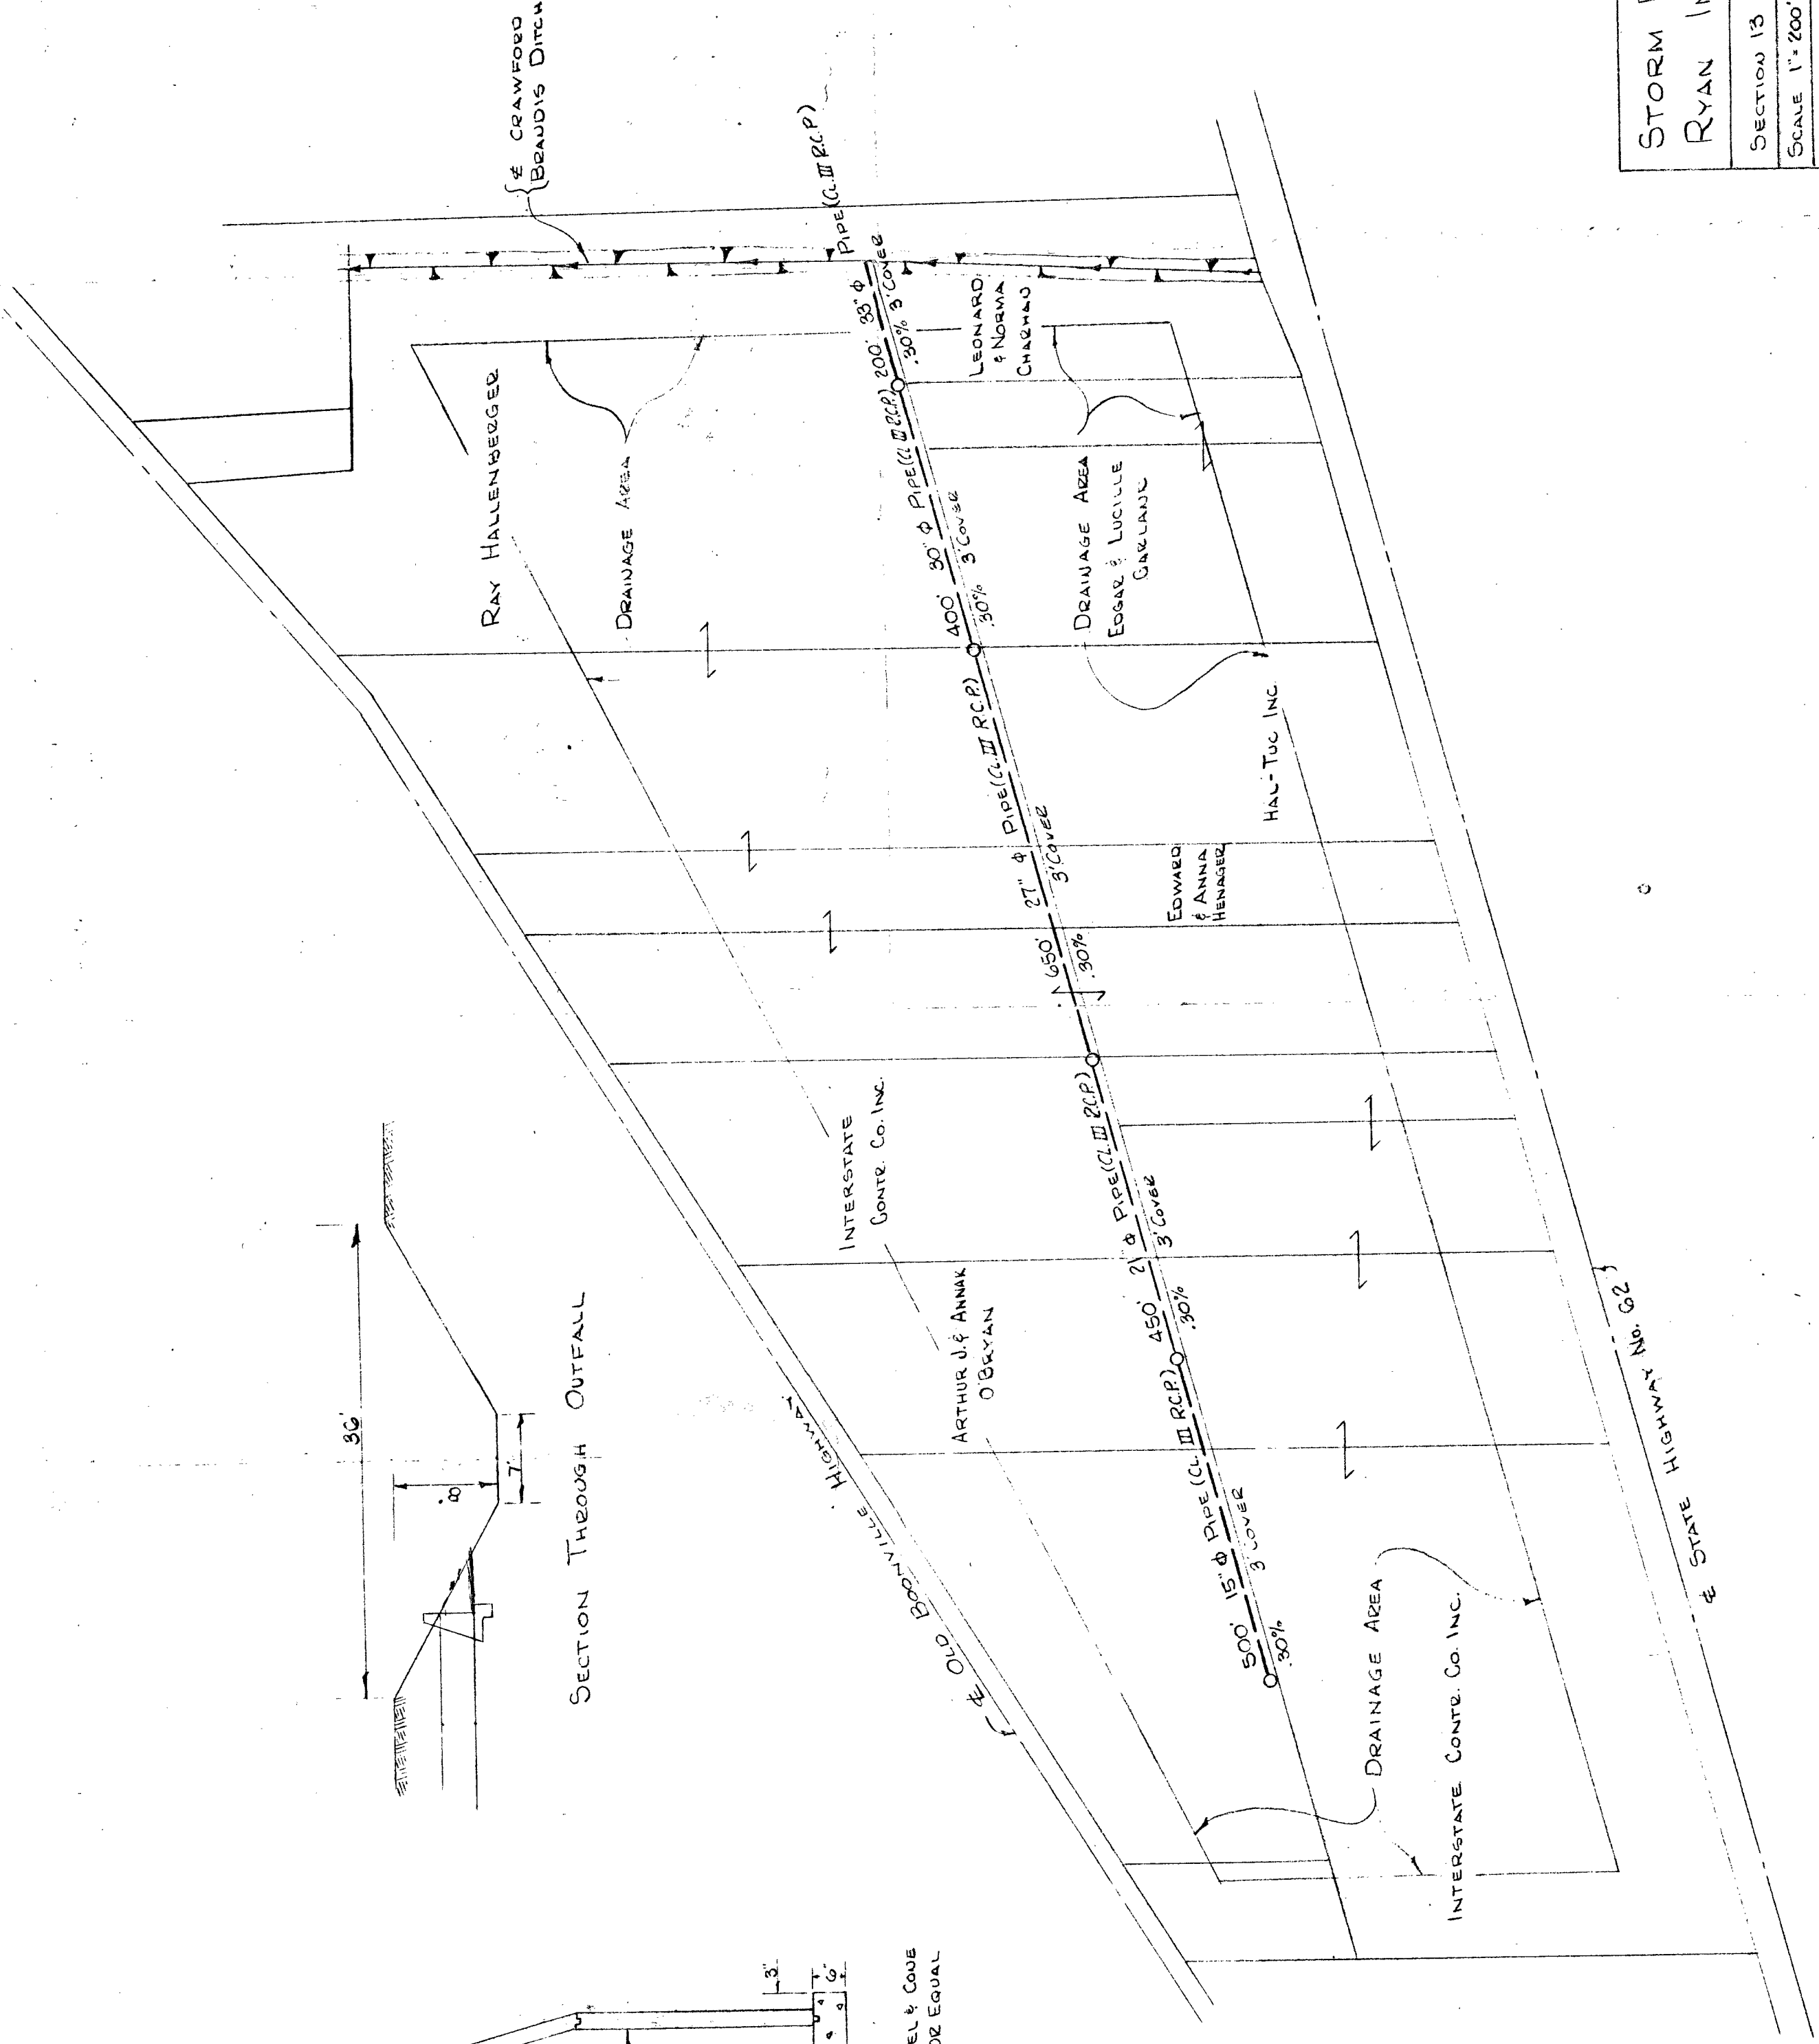 ℄ CRAWFORD
BRANDIS DITCH
STORM
RYAN
SECTION 13
SCALE 1"=200'
RAY HALLENBERGER
DRAINAGE AREA
200' 33" Φ PIPE (CL. III R.C.P.)
.30% 3' COVER
LEONARD
& NORMA
CHARMAN
400' 30" Φ PIPE (CL III R.C.P.)
.30% 3' COVER
DRAINAGE AREA
EDGAR & LUCILLE
GARLAND
650' 27" Φ PIPE (CL. III R.C.P.)
.30% 3' COVER
HAL-TUC INC.
EDWARD
& ANNA
HENAGER
INTERSTATE
CONTR. CO. INC.
450' 21" Φ PIPE (CL. III R.C.P.)
.30% 3' COVER
ARTHUR J. & ANNAK
O'BRYAN
500' 15" Φ PIPE (CL. III R.C.P.)
.30% 3' COVER
℄ OLD BOONVILLE HIGHWAY
DRAINAGE AREA
INTERSTATE CONTR. CO. INC.
℄ STATE HIGHWAY NO. 62
36'
8'
7'
SECTION THROUGH OUTFALL
3"
6"
EL & CONE
OR EQUAL